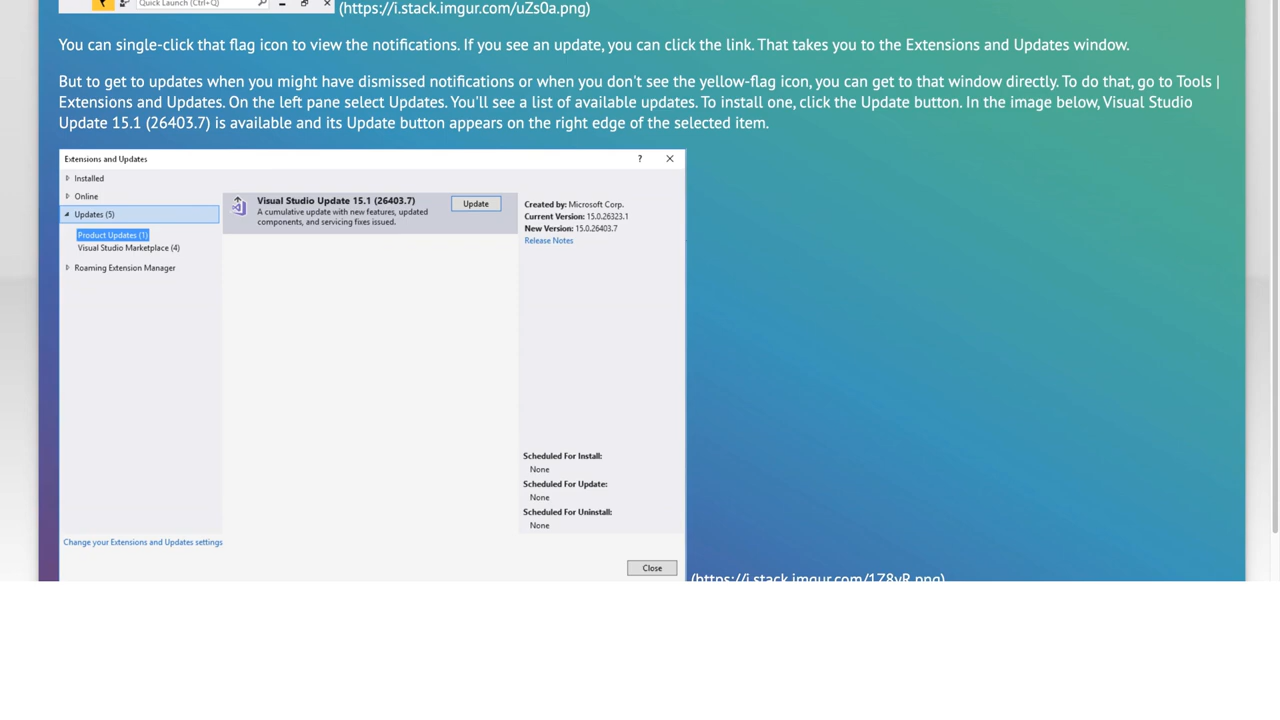 Quick Launch (Ctrl+Q)
(https://i.stack.imgur.com/uZs0a.png)
You can single-click that flag icon to view the notifications. If you see an update, you can click the link. That takes you to the Extensions and Updates window.
But to get to updates when you might have dismissed notifications or when you don't see the yellow-flag icon, you can get to that window directly. To do that, go to Tools |
Extensions and Updates. On the left pane select Updates. You'll see a list of available updates. To install one, click the Update button. In the image below, Visual Studio
Update 15.1 (26403.7) is available and its Update button appears on the right edge of the selected item.
Extensions and Updates
?
Installed
Online
Updates (5)
Product Updates (1)
Visual Studio Marketplace (4)
Roaming Extension Manager
Visual Studio Update 15.1 (26403.7)
A cumulative update with new features, updated
components, and servicing fixes issued.
Update
Created by: Microsoft Corp.
Current Version: 15.0.26323.1
New Version: 15.0.26403.7
Release Notes
Scheduled For Install:
None
Scheduled For Update:
None
Scheduled For Uninstall:
None
Change your Extensions and Updates settings
Close
(https://i.stack.imgur.com/1Z8yR.png)